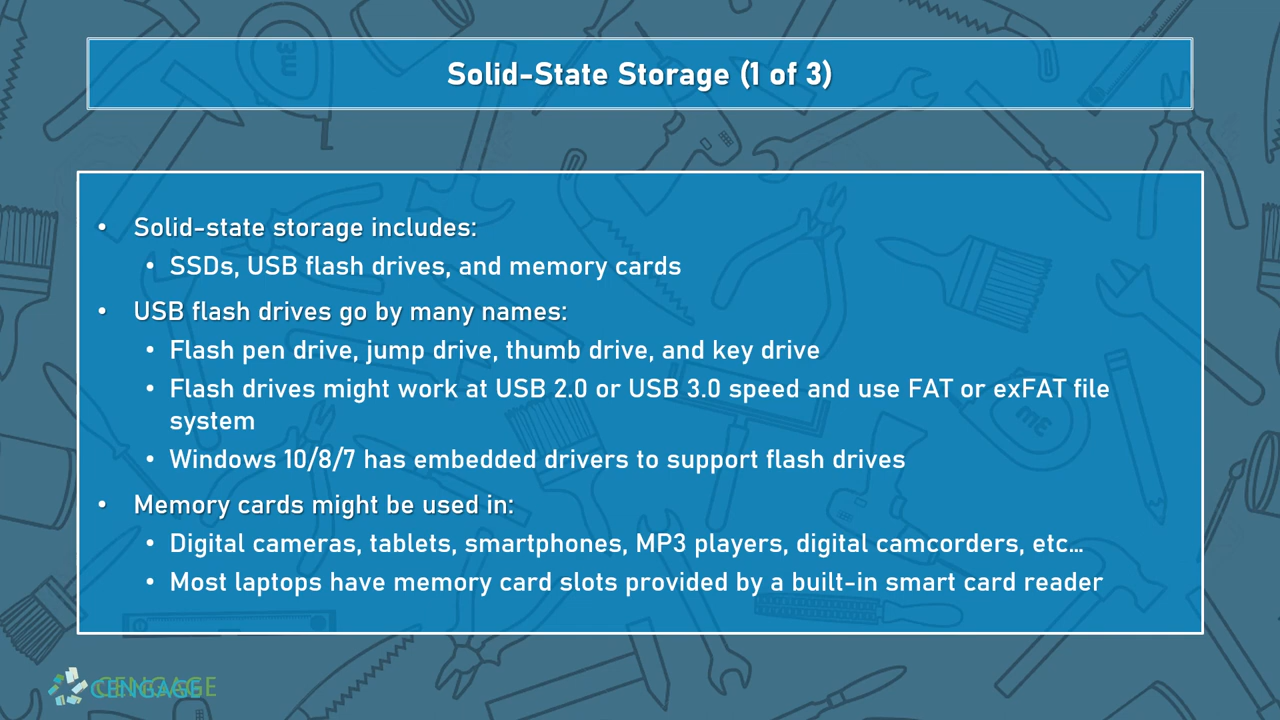 Solid-State Storage (1 of 3)
• Solid-state storage includes:
• SSDs, USB flash drives, and memory cards
• USB flash drives go by many names:
• Flash pen drive, jump drive, thumb drive, and key drive
• Flash drives might work at USB 2.0 or USB 3.0 speed and use FAT or exFAT file
system
• Windows 10/8/7 has embedded drivers to support flash drives
• Memory cards might be used in:
• Digital cameras, tablets, smartphones, MP3 players, digital camcorders, etc…
• Most laptops have memory card slots provided by a built-in smart card reader
CENGAGE